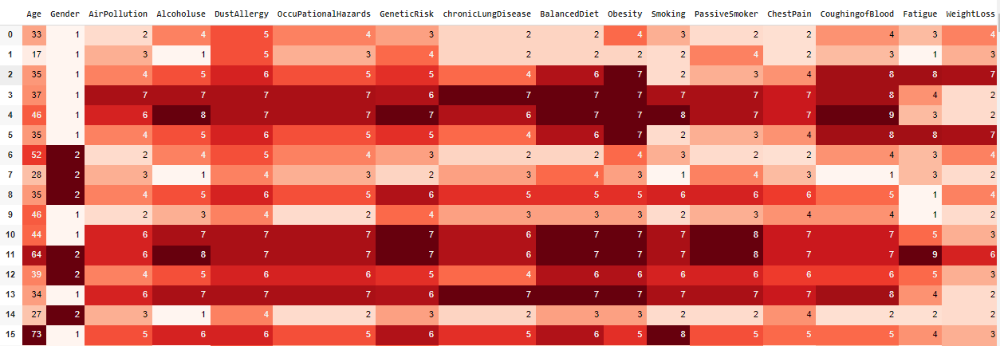 Age Gender AirPollution Alcoholuse DustAllergy OccuPationalHazards GeneticRisk chronicLungDisease BalancedDiet Obesity Smoking PassiveSmoker ChestPain CoughingofBlood Fatigue WeightLoss
0 33 1 2 4 5 4 3 2 2 4 3 2 2 4 3 4
1 17 1 3 1 5 3 4 2 2 2 2 4 2 3 1 3
2 35 1 4 5 6 5 5 4 6 7 2 3 4 8 8 7
3 37 1 7 7 7 7 6 7 7 7 7 7 7 8 4 2
4 46 1 6 8 7 7 7 6 7 7 8 7 7 9 3 2
5 35 1 4 5 6 5 5 4 6 7 2 3 4 8 8 7
6 52 2 2 4 5 4 3 2 2 4 3 2 2 4 3 4
7 28 2 3 1 4 3 2 3 4 3 1 4 3 1 3 2
8 35 2 4 5 6 5 6 5 5 5 6 6 6 5 1 4
9 46 1 2 3 4 2 4 3 3 3 2 3 4 4 1 2
10 44 1 6 7 7 7 7 6 7 7 7 8 7 7 5 3
11 64 2 6 8 7 7 7 6 7 7 7 8 7 7 9 6
12 39 2 4 5 6 6 5 4 6 6 6 6 6 6 5 3
13 34 1 6 7 7 7 6 7 7 7 7 7 7 8 4 2
14 27 2 3 1 4 2 3 2 3 3 2 2 4 2 2 2
15 73 1 5 6 6 5 6 5 6 5 8 5 5 5 4 3